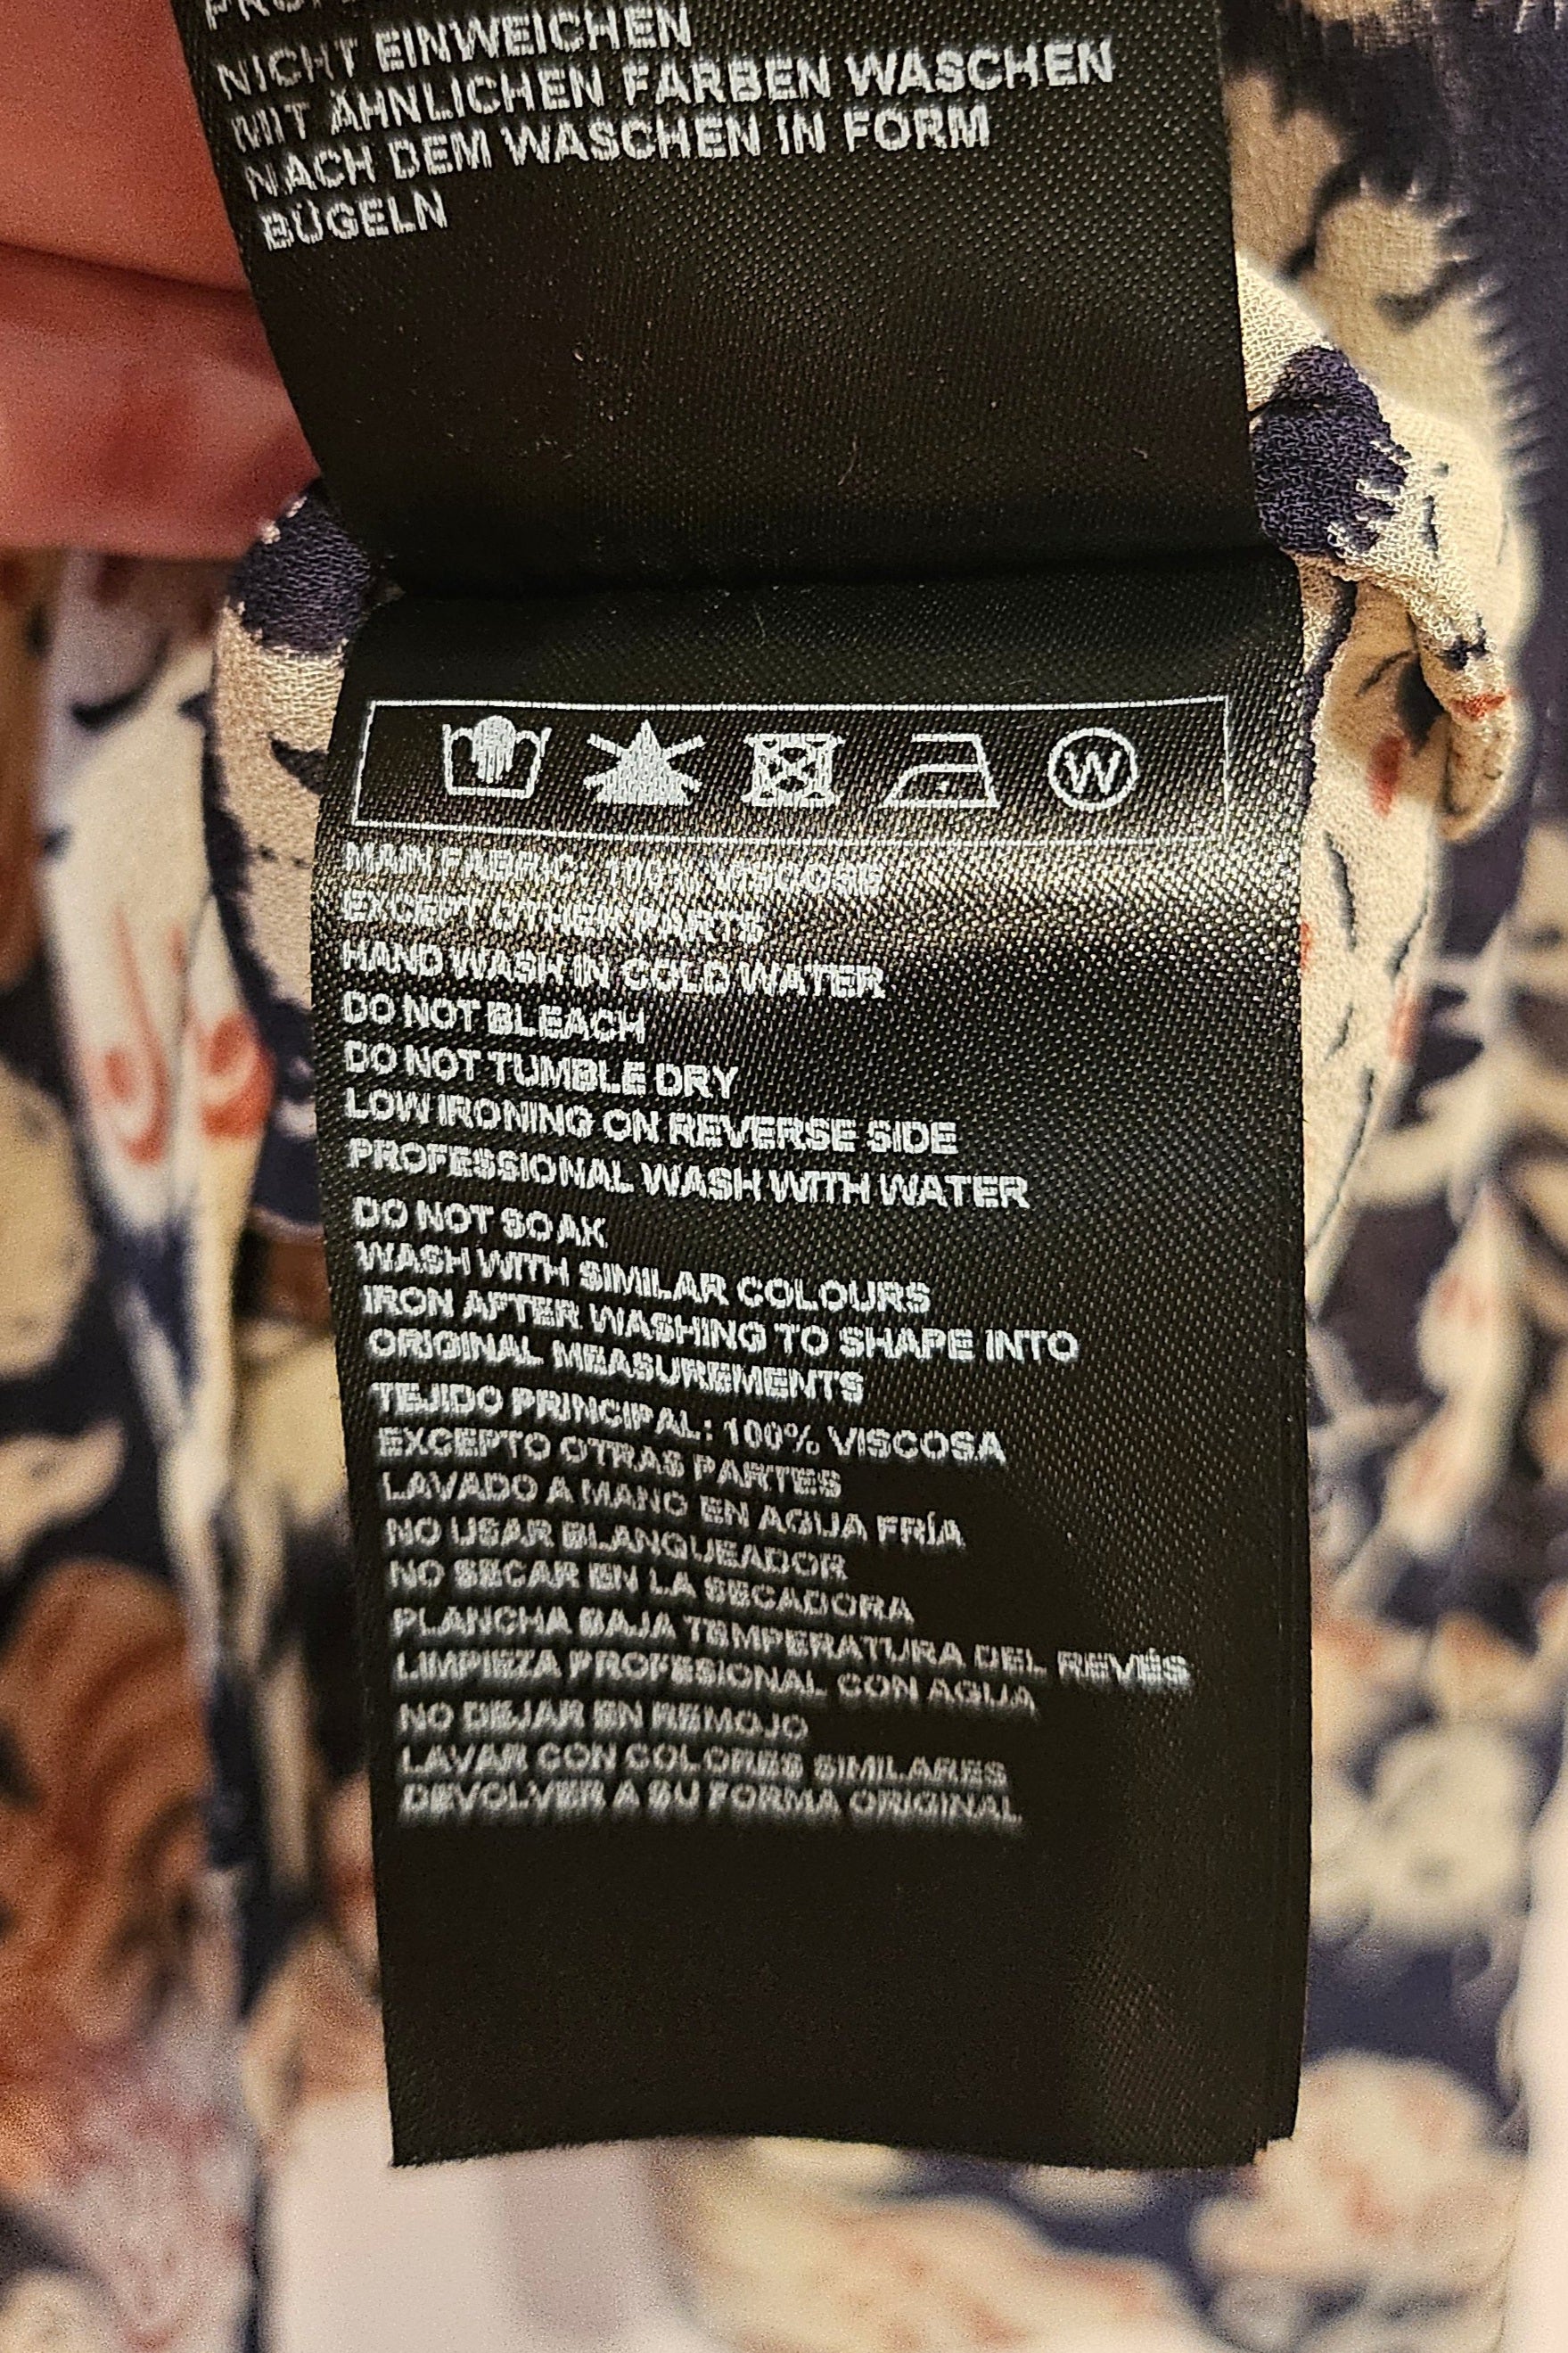 NICHT EINWEICHEN
MIT ÄHNLICHEN FARBEN WASCHEN
NACH DEM WASCHEN IN FORM
BÜGELN
W
MAIN FABRIC: 100% VISCOSE
EXCEPT OTHER PARTS
HAND WASH IN COLD WATER
DO NOT BLEACH
DO NOT TUMBLE DRY
LOW IRONING ON REVERSE SIDE
PROFESSIONAL WASH WITH WATER
DO NOT SOAK
WASH WITH SIMILAR COLOURS
IRON AFTER WASHING TO SHAPE INTO
ORIGINAL MEASUREMENTS
TEJIDO PRINCIPAL: 100% VISCOSA
EXCEPTO OTRAS PARTES
LAVADO A MANO EN AGUA FRÍA
NO USAR BLANQUEADOR
NO SECAR EN LA SECADORA
PLANCHA BAJA TEMPERATURA DEL REVÉS
LIMPIEZA PROFESIONAL CON AGUA
NO DEJAR EN REMOJO
LAVAR CON COLORES SIMILARES
DEVOLVER A SU FORMA ORIGINAL